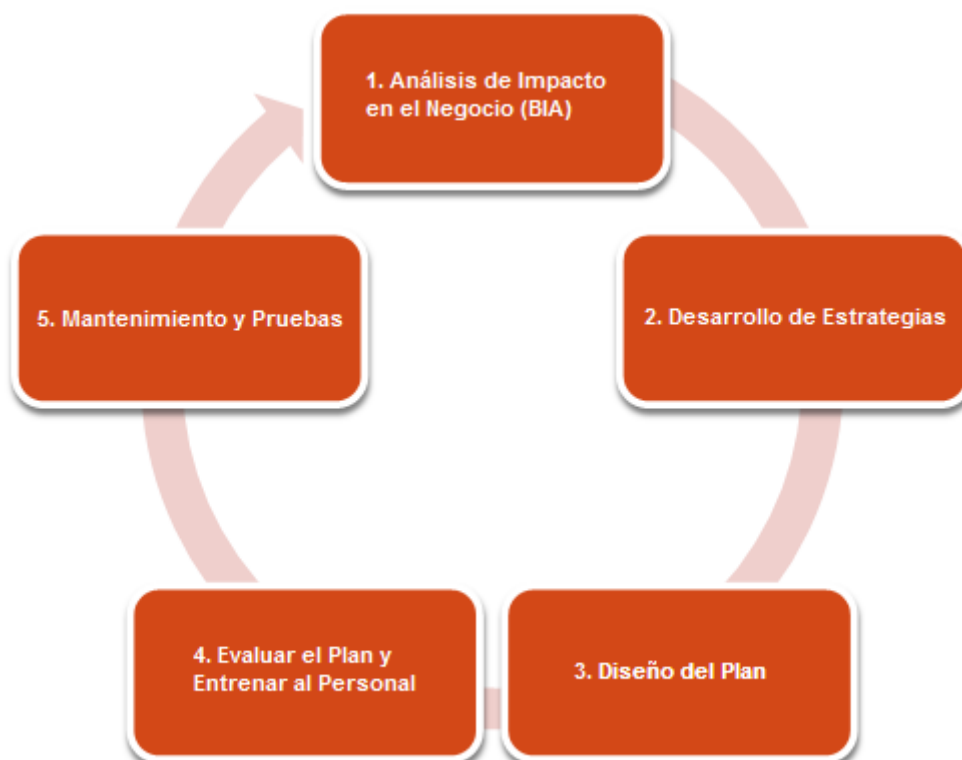 1. Análisis de Impacto
en el Negocio (BIA)
2. Desarrollo de Estrategias
3. Diseño del Plan
4. Evaluar el Plan y
Entrenar al Personal
5. Mantenimiento y Pruebas